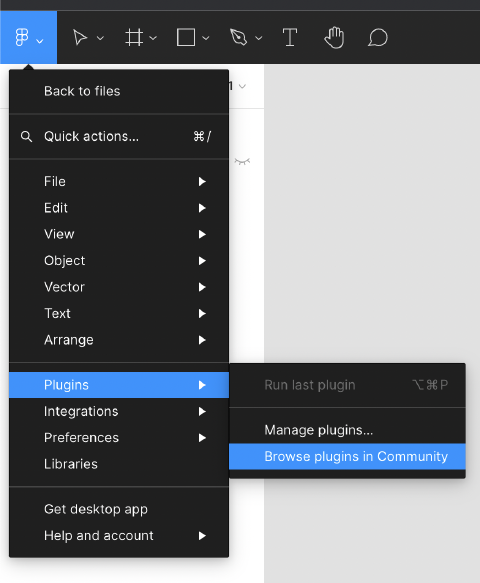 1
Back to files
Quick actions... ⌘/
File
Edit
View
Object
Vector
Text
Arrange
Plugins
Run last plugin ⌥⌘P
Integrations
Manage plugins...
Preferences
Browse plugins in Community
Libraries
Get desktop app
Help and account